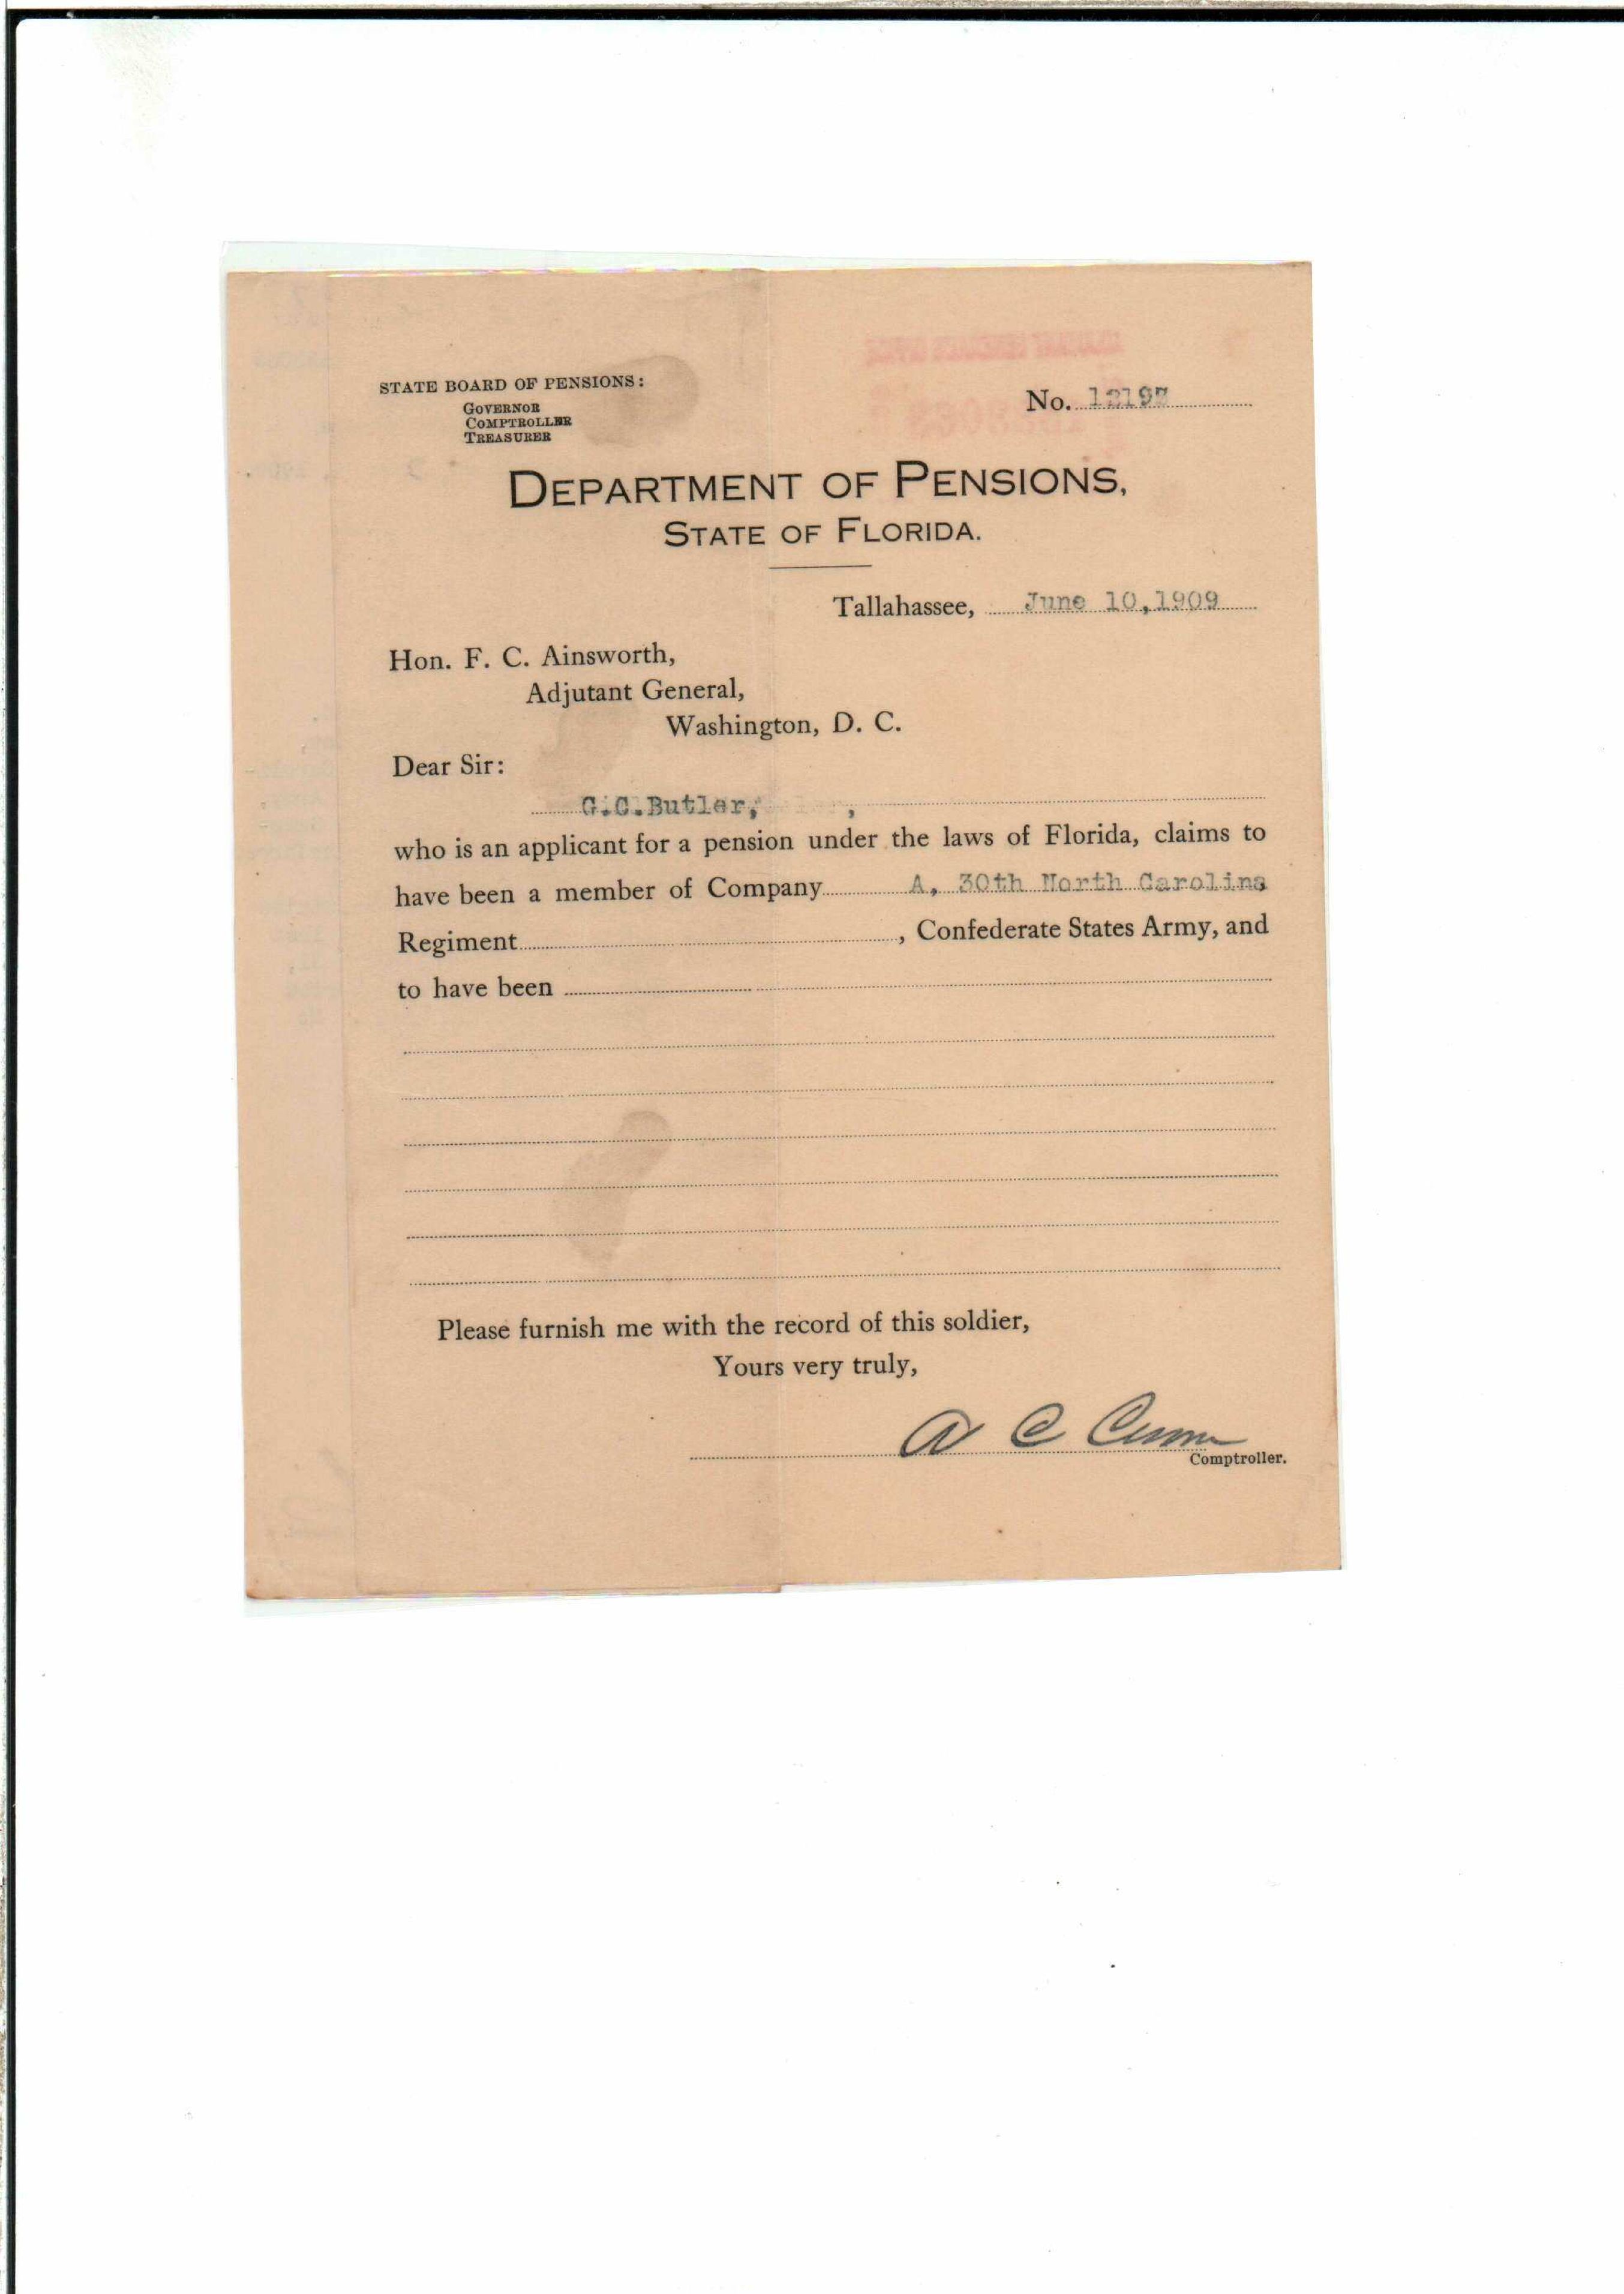 STATE BOARD OF PENSIONS:
GOVERNOR
COMPTROLLER
TREASURER
No.
DEPARTMENT OF PENSIONS,
STATE OF FLORIDA.
Tallahassee, June 10,1909
Hon. F. C. Ainsworth,
Adjutant General,
Washington, D. C.
Dear Sir:
G.C.Butler, ,
who is an applicant for a pension under the laws of Florida, claims to
have been a member of Company A, 30th North Carolina
Regiment , Confederate States Army, and
to have been
Please furnish me with the record of this soldier,
Yours very truly,
A C
Comptroller.